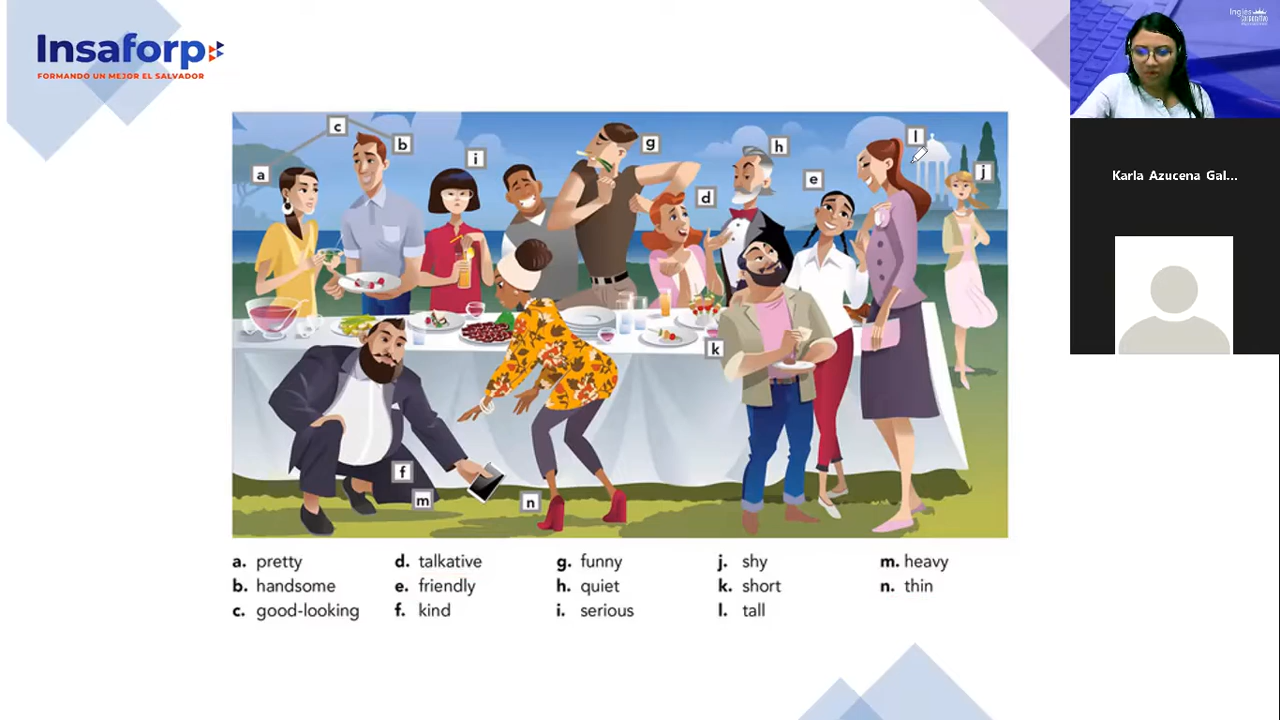 Insaforp
FORMANDO UN MEJOR EL SALVADOR
Karla Azucena Gal...
c
a
b
i
g
h
l
d
e
j
k
f
m
n
a. pretty
b. handsome
c. good-looking
d. talkative
e. friendly
f. kind
g. funny
h. quiet
i. serious
j. shy
k. short
l. tall
m. heavy
n. thin